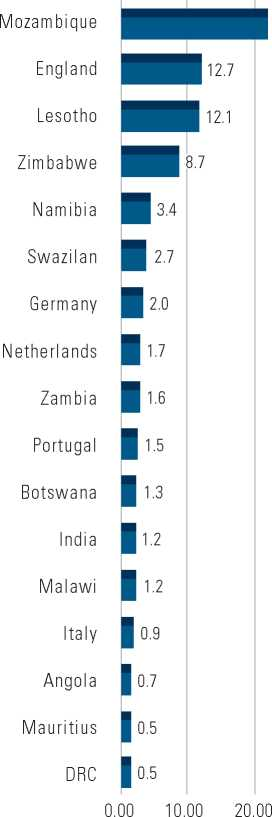 Mozambique
England 12.7
Lesotho 12.1
Zimbabwe 8.7
Namibia 3.4
Swazilan 2.7
Germany 2.0
Netherlands 1.7
Zambia 1.6
Portugal 1.5
Botswana 1.3
India 1.2
Malawi 1.2
Italy 0.9
Angola 0.7
Mauritius 0.5
DRC 0.5
0.00 10.00 20.00